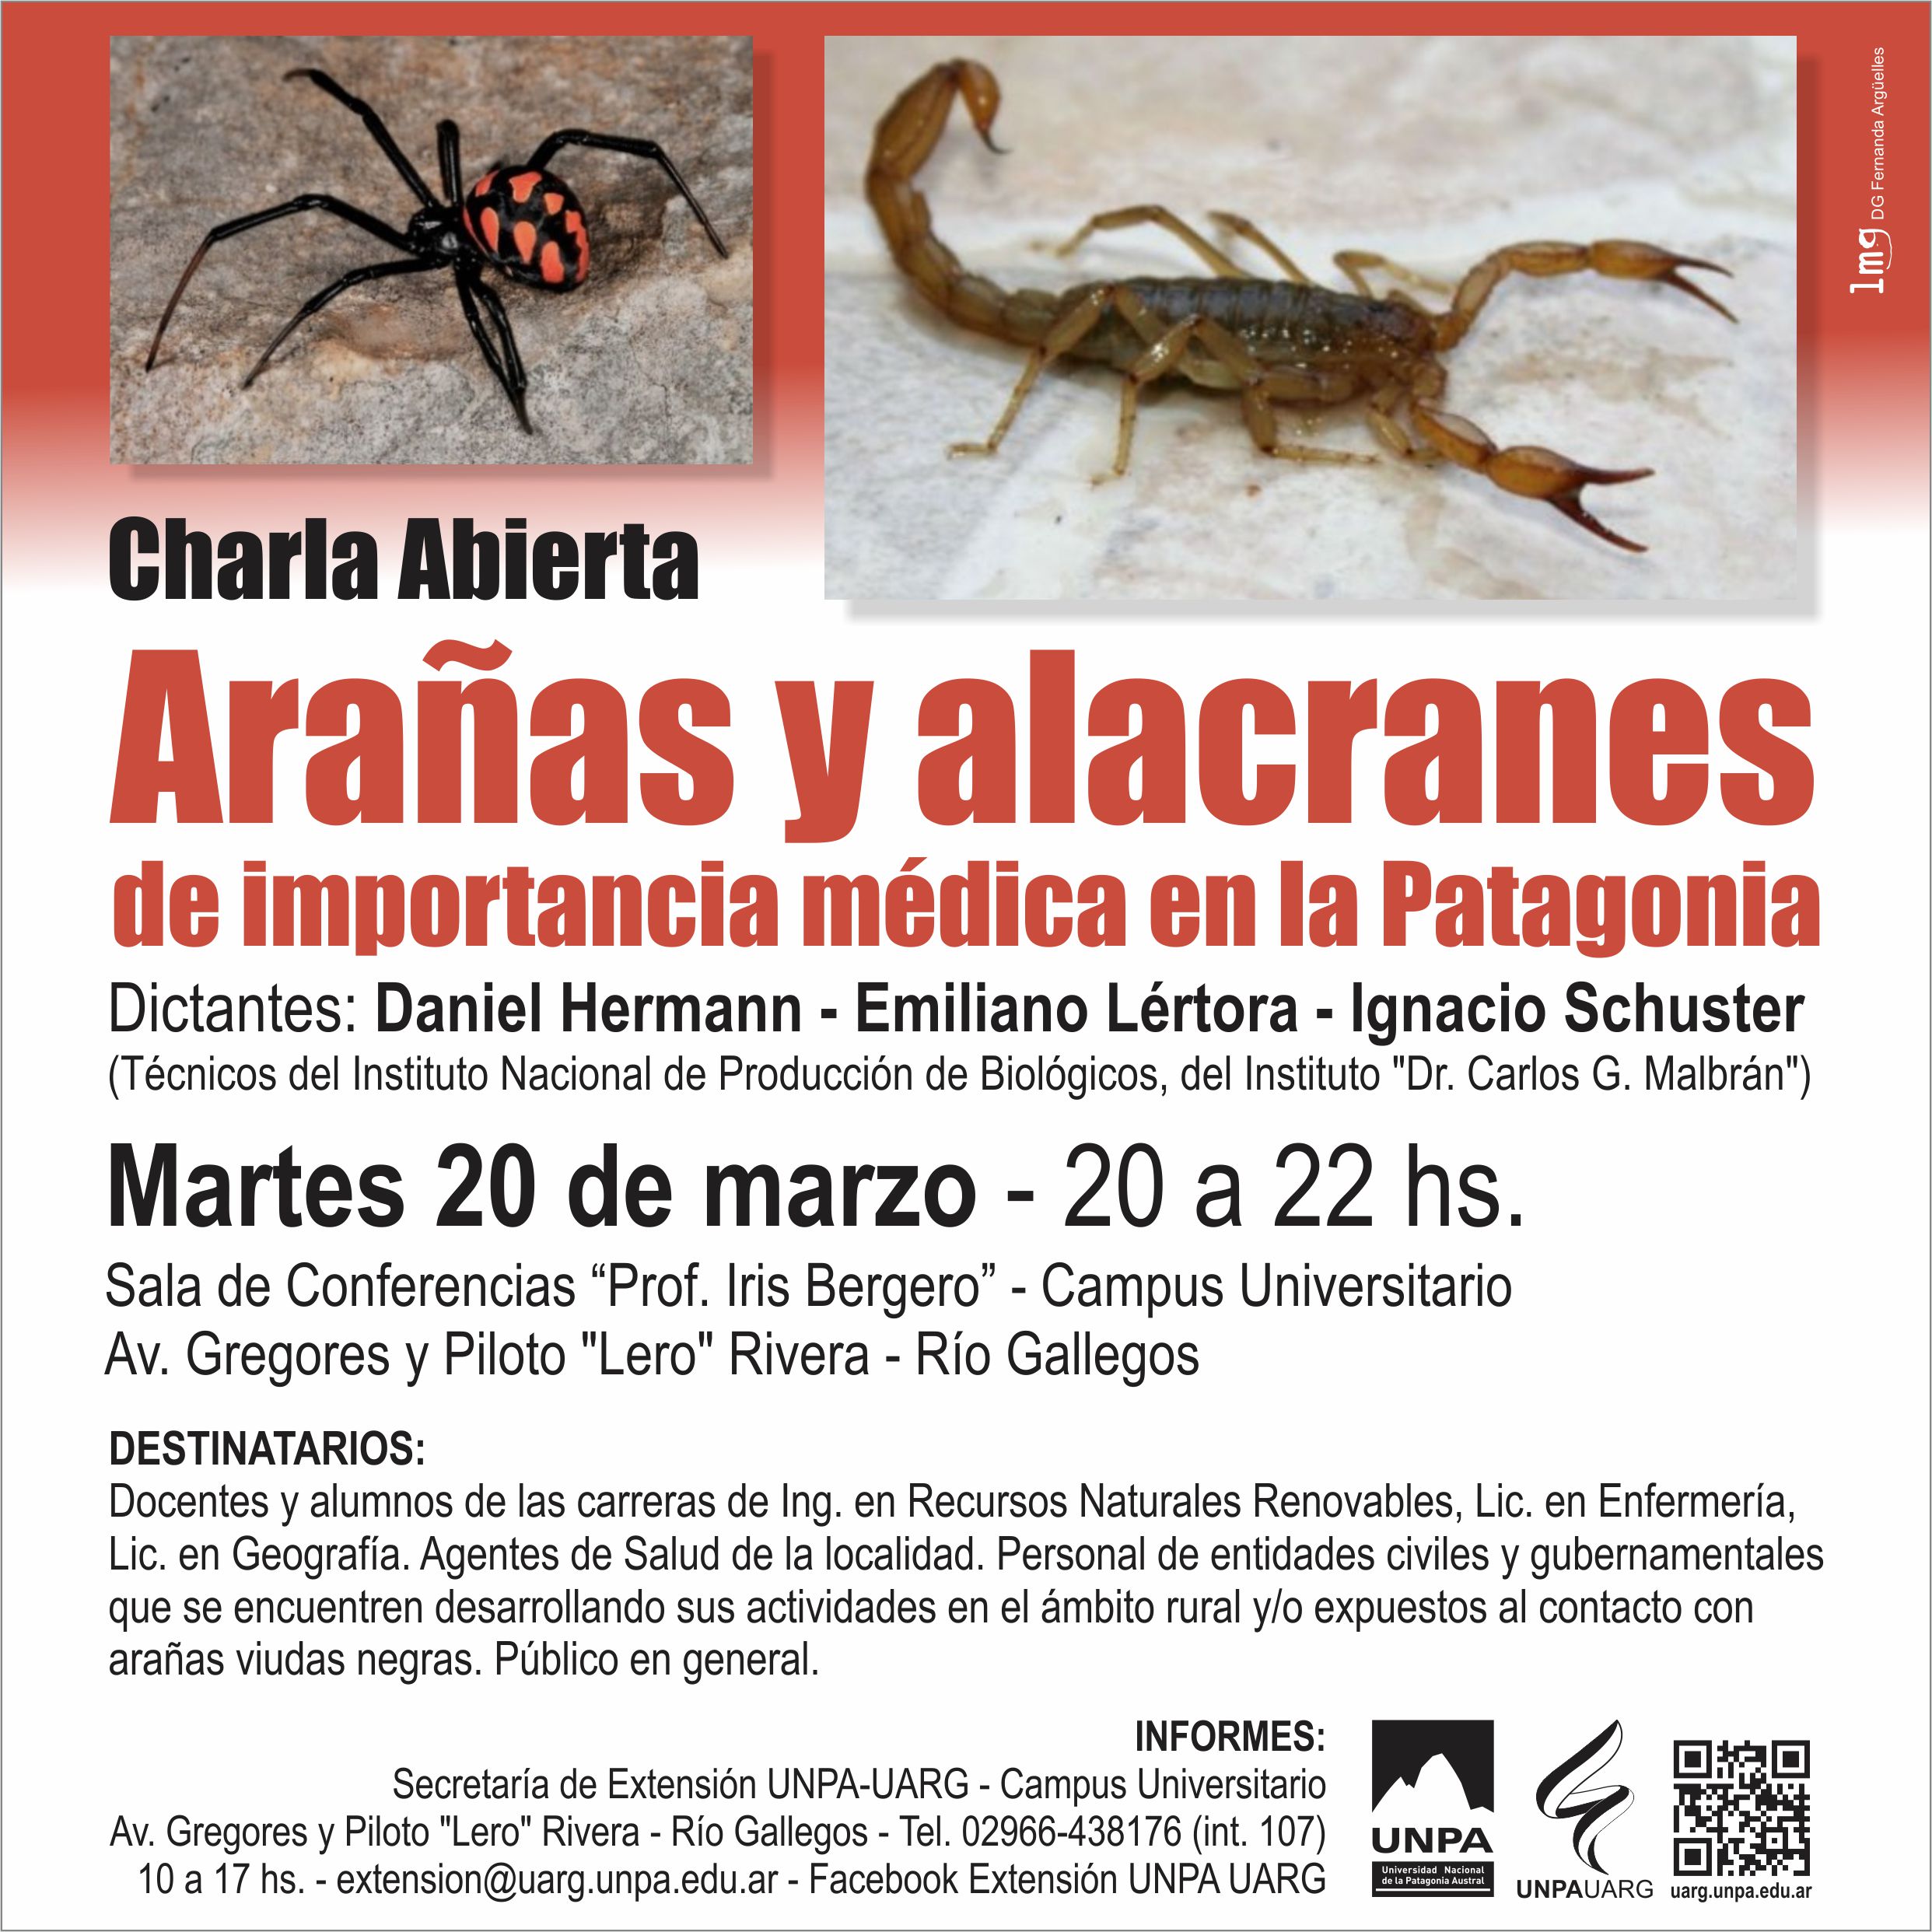 lmg DG Fernanda Argüelles
Charla Abierta
Arañas y alacranes
de importancia médica en la Patagonia
Dictantes: Daniel Hermann - Emiliano Lértora - Ignacio Schuster
(Técnicos del Instituto Nacional de Producción de Biológicos, del Instituto "Dr. Carlos G. Malbrán")
Martes 20 de marzo - 20 a 22 hs.
Sala de Conferencias “Prof. Iris Bergero” - Campus Universitario
Av. Gregores y Piloto "Lero" Rivera - Río Gallegos
DESTINATARIOS:
Docentes y alumnos de las carreras de Ing. en Recursos Naturales Renovables, Lic. en Enfermería,
Lic. en Geografía. Agentes de Salud de la localidad. Personal de entidades civiles y gubernamentales
que se encuentren desarrollando sus actividades en el ámbito rural y/o expuestos al contacto con
arañas viudas negras. Público en general.
INFORMES:
Secretaría de Extensión UNPA-UARG - Campus Universitario
Av. Gregores y Piloto "Lero" Rivera - Río Gallegos - Tel. 02966-438176 (int. 107)
10 a 17 hs. - extension@uarg.unpa.edu.ar - Facebook Extensión UNPA UARG
UNPA
Universidad Nacional
de la Patagonia Austral
UNPAUARG
uarg.unpa.edu.ar